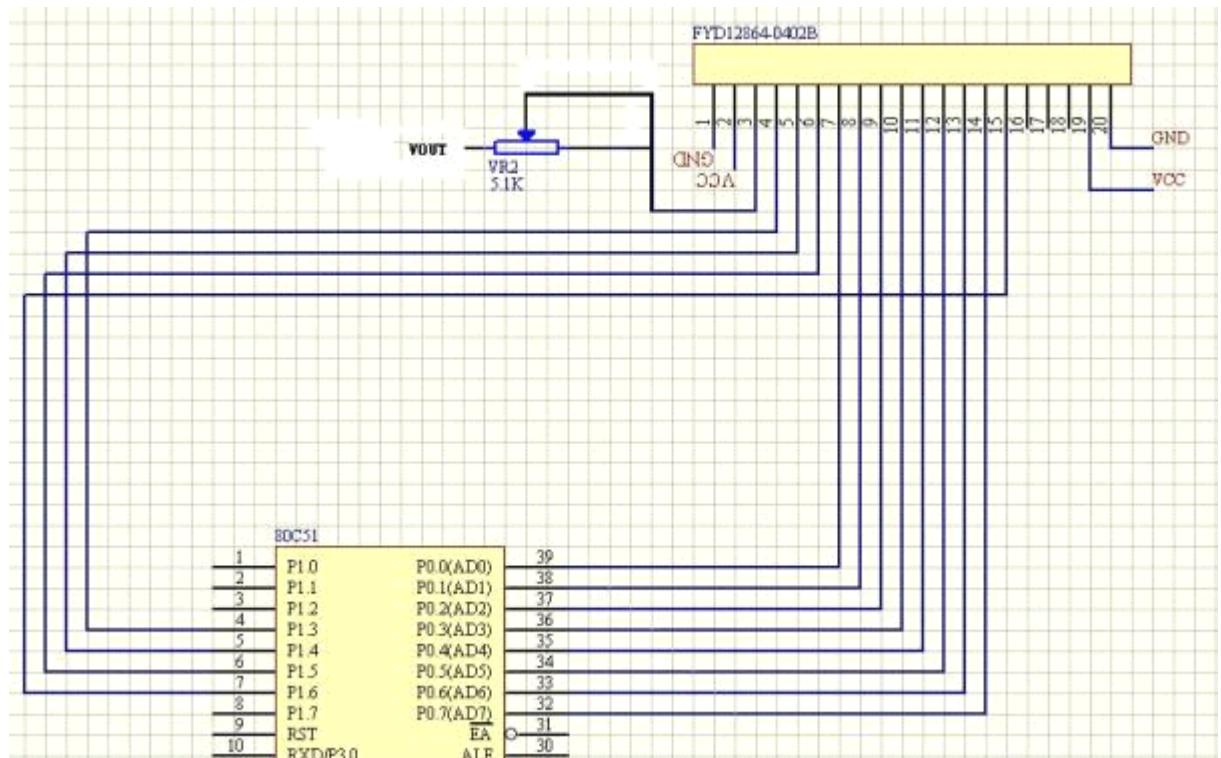 FYD12864-0402B
1 2 3 4 5 6 7 8 9 10 11 12 13 14 15 16 17 18 19 20
GND
VCC
GND
VCC
VOUT
VR2
5.1K
80C51
1 P1.0 P0.0(AD0) 39
2 P1.1 P0.1(AD1) 38
3 P1.2 P0.2(AD2) 37
4 P1.3 P0.3(AD3) 36
5 P1.4 P0.4(AD4) 35
6 P1.5 P0.5(AD5) 34
7 P1.6 P0.6(AD6) 33
8 P1.7 P0.7(AD7) 32
9 RST EA 31
10 RXD/P3.0 ALE 30